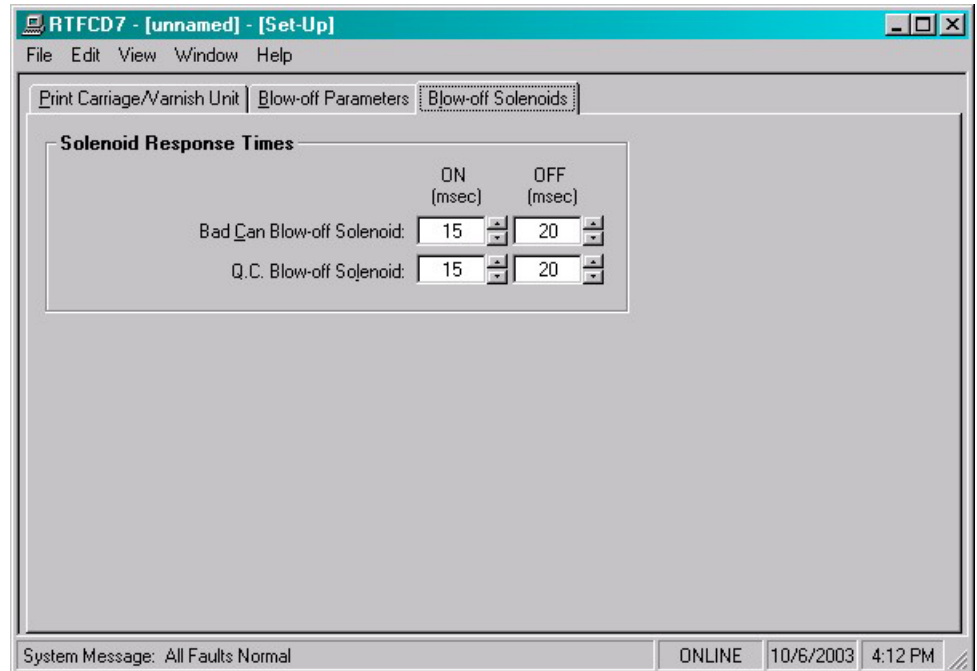 RTFCD7 - [unnamed] - [Set-Up]
File Edit View Window Help
Print Carriage/Varnish Unit Blow-off Parameters Blow-off Solenoids
Solenoid Response Times
ON OFF
(msec) (msec)
Bad Can Blow-off Solenoid: 15 20
Q.C. Blow-off Solenoid: 15 20
System Message: All Faults Normal ONLINE 10/6/2003 4:12 PM